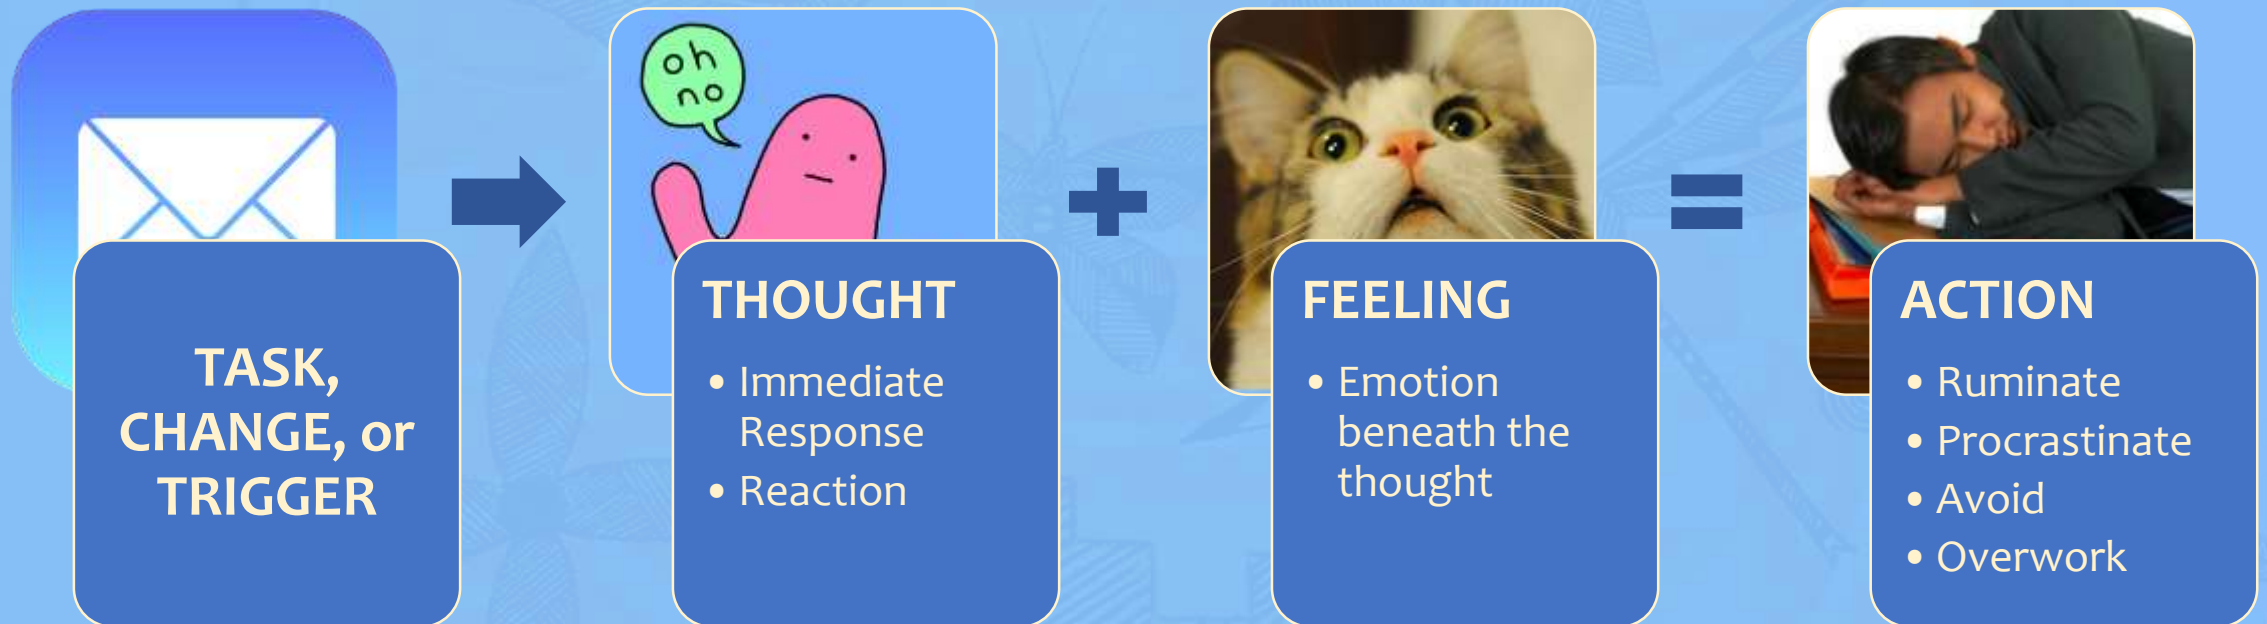 oh
no
TASK,
CHANGE, or
TRIGGER
THOUGHT
• Immediate
Response
• Reaction
FEELING
• Emotion
beneath the
thought
ACTION
• Ruminate
• Procrastinate
• Avoid
• Overwork